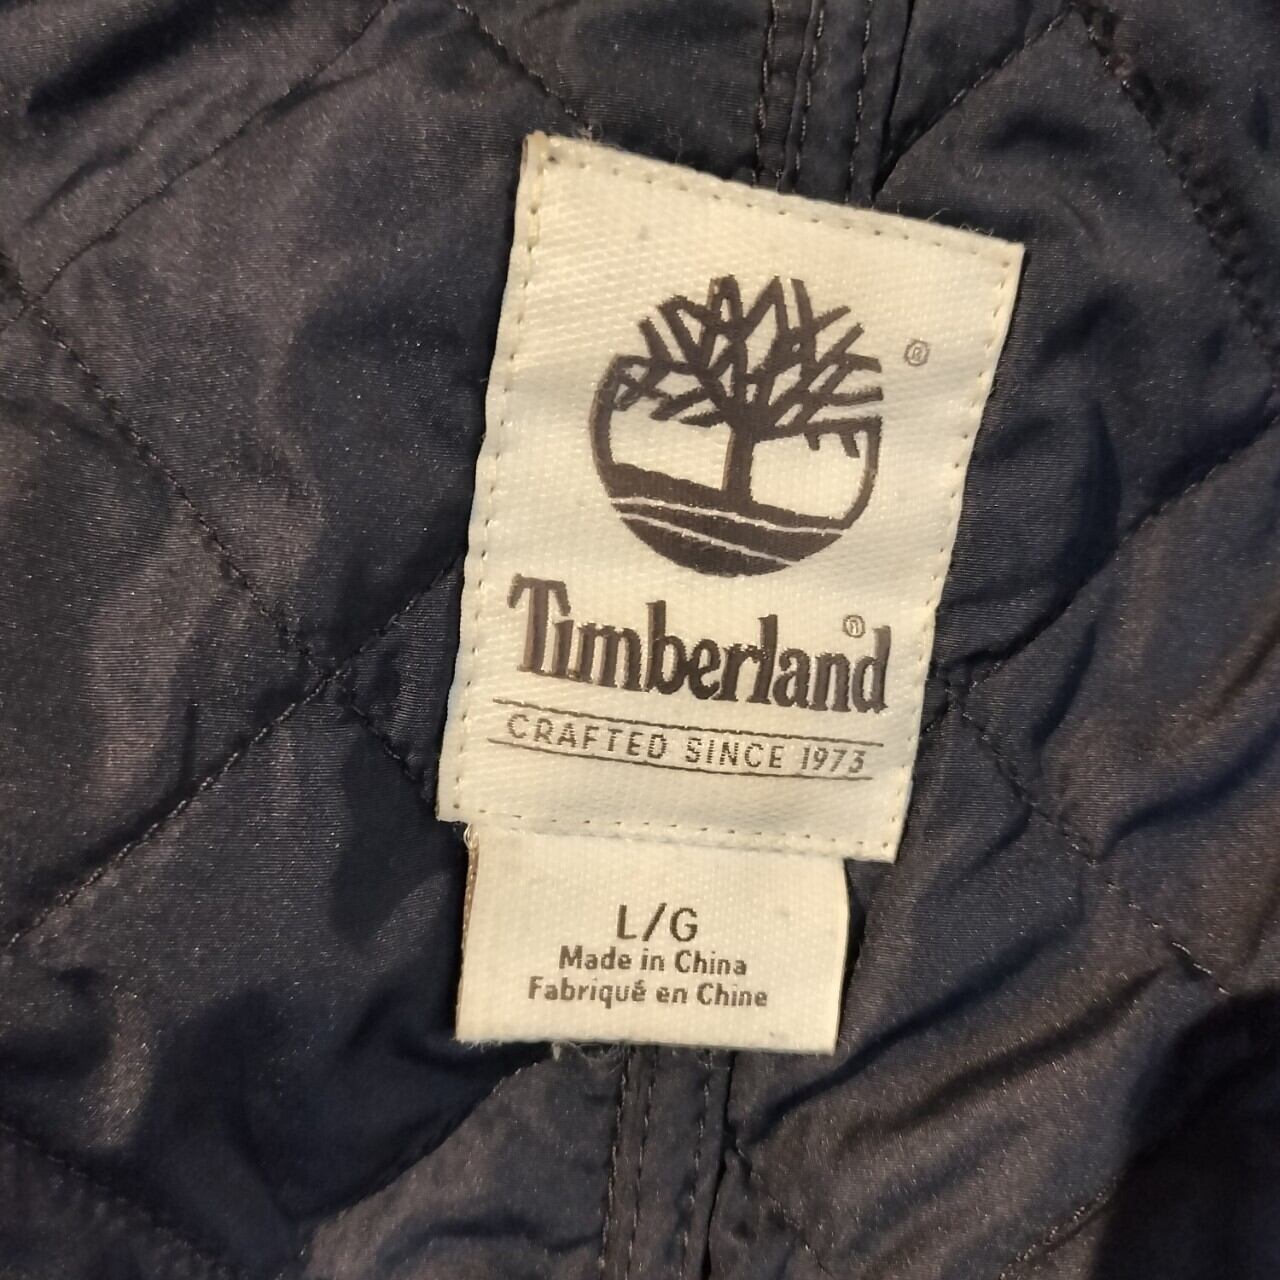 ®
Timberland®
CRAFTED SINCE 1973
L/G
Made in China
Fabriqué en Chine